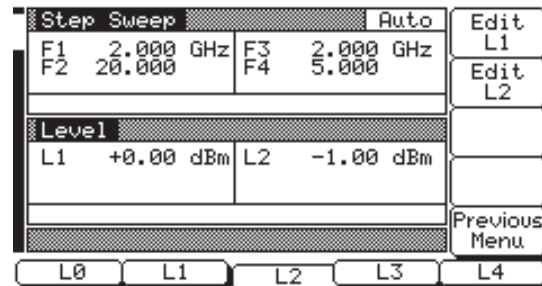 Step Sweep Auto
F1 2.000 GHz F3 2.000 GHz
F2 20.000 F4 5.000
Level
L1 +0.00 dBm L2 -1.00 dBm
Edit
L1
Edit
L2
Previous
Menu
L0 L1 L2 L3 L4